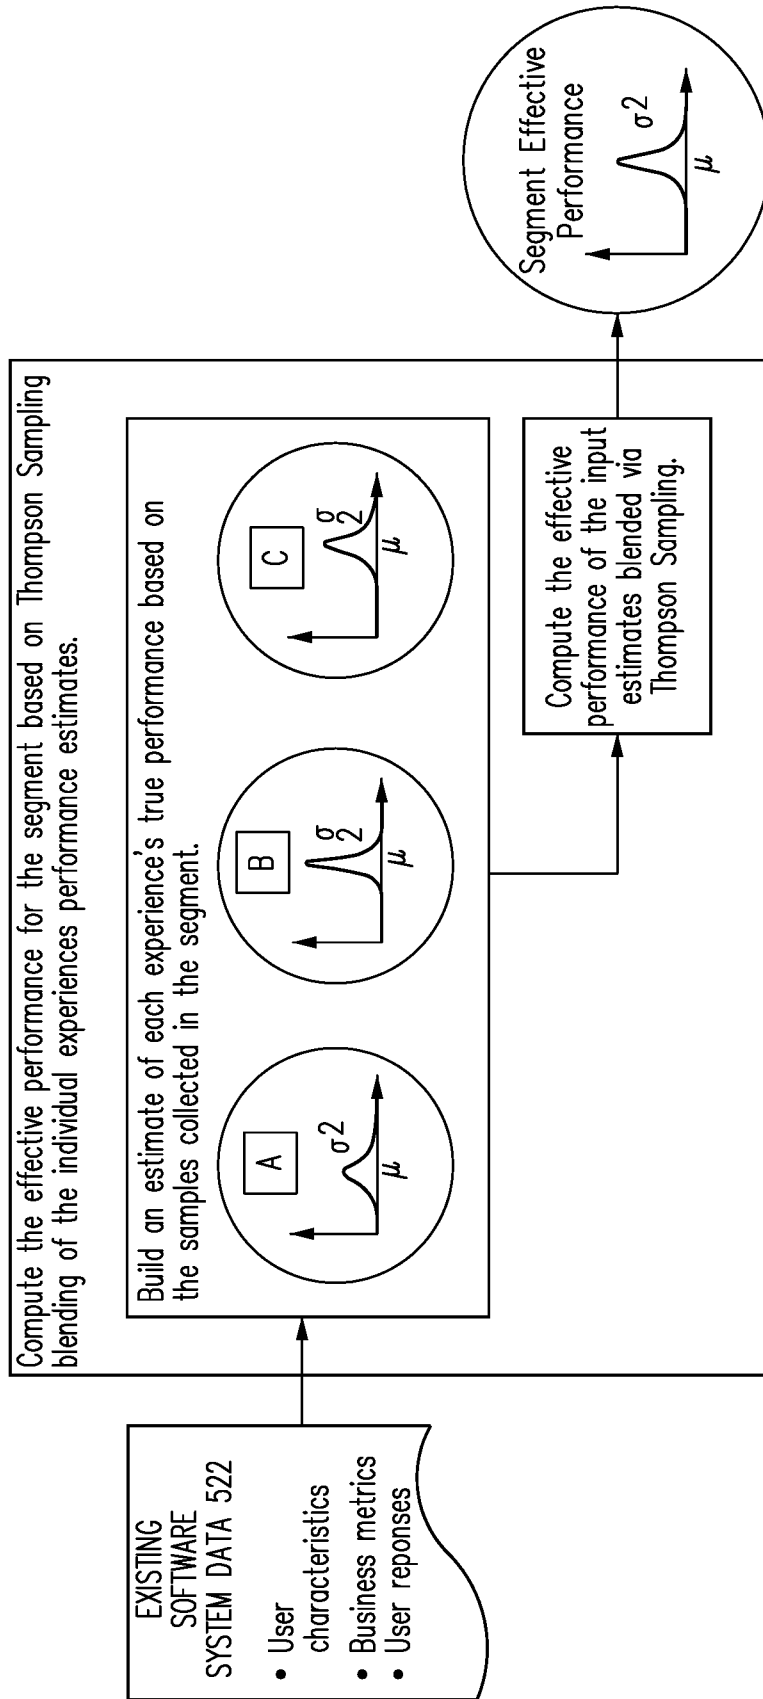 EXISTING
SOFTWARE
SYSTEM DATA 522
• User
characteristics
• Business metrics
• User reponses
Compute the effective performance for the segment based on Thompson Sampling
blending of the individual experiences performance estimates.
Build an estimate of each experience's true performance based on
the samples collected in the segment.
A
σ2
μ
B
σ
2
μ
C
σ
2
μ
Compute the effective
performance of the input
estimates blended via
Thompson Sampling.
Segment Effective
Performance
σ2
μ